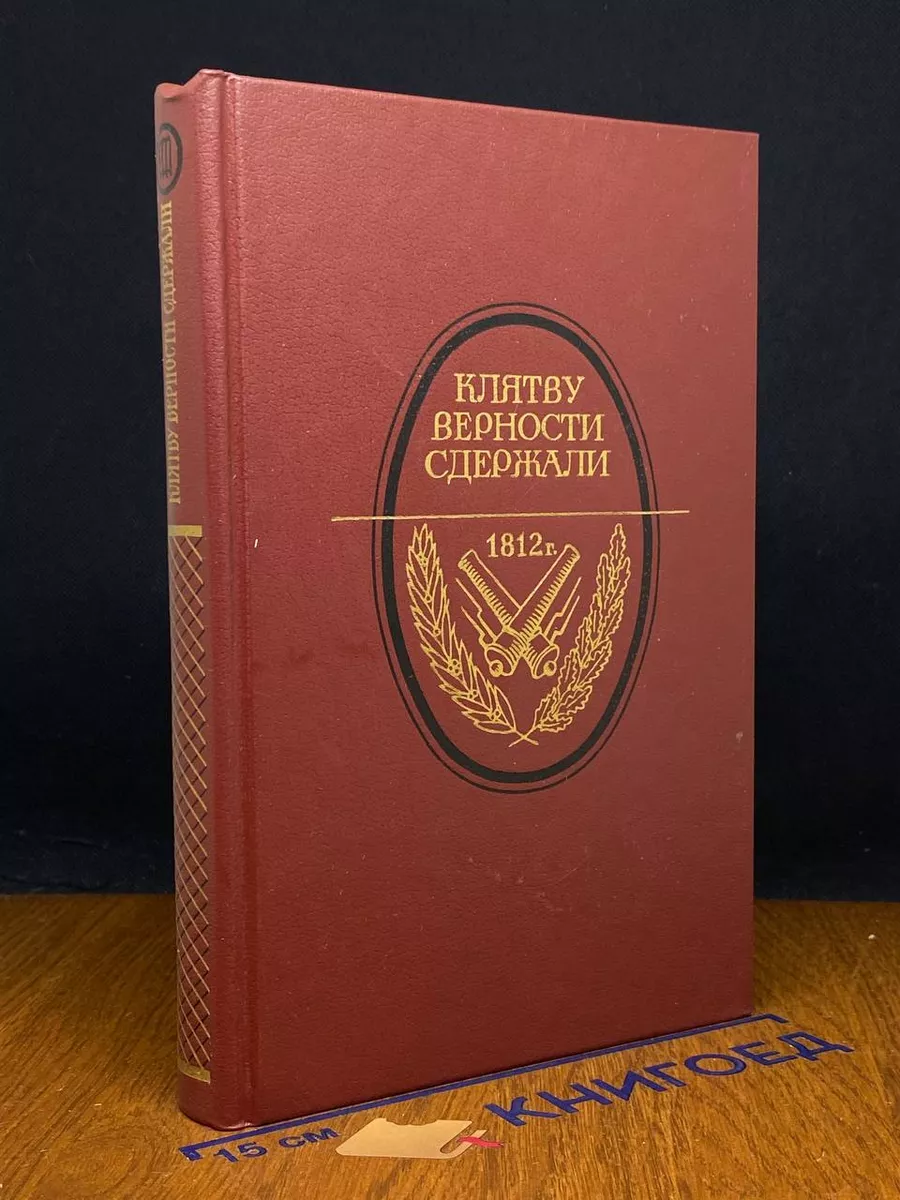 КЛЯТВУ
ВЕРНОСТИ
СДЕРЖАЛИ
1812 г.
КЛЯТВУ ВЕРНОСТИ СДЕРЖАЛИ
15 СМ
КНИГОЕД